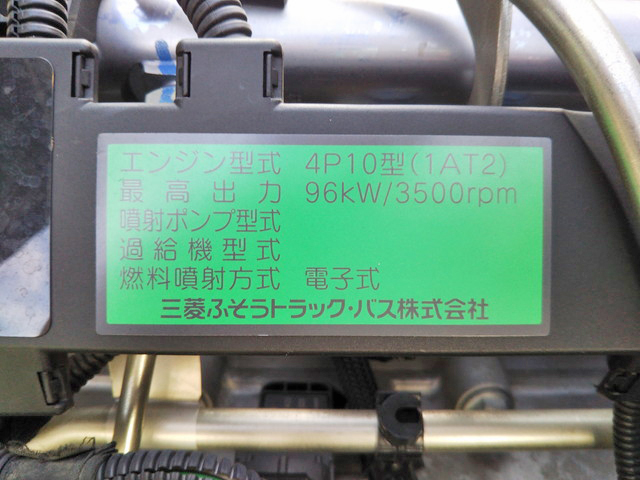 エンジン型式 4P10型(1AT2)
最高出力 96kW/3500rpm
噴射ポンプ型式
過給機型式
燃料噴射方式 電子式
三菱ふそうトラック・バス株式会社